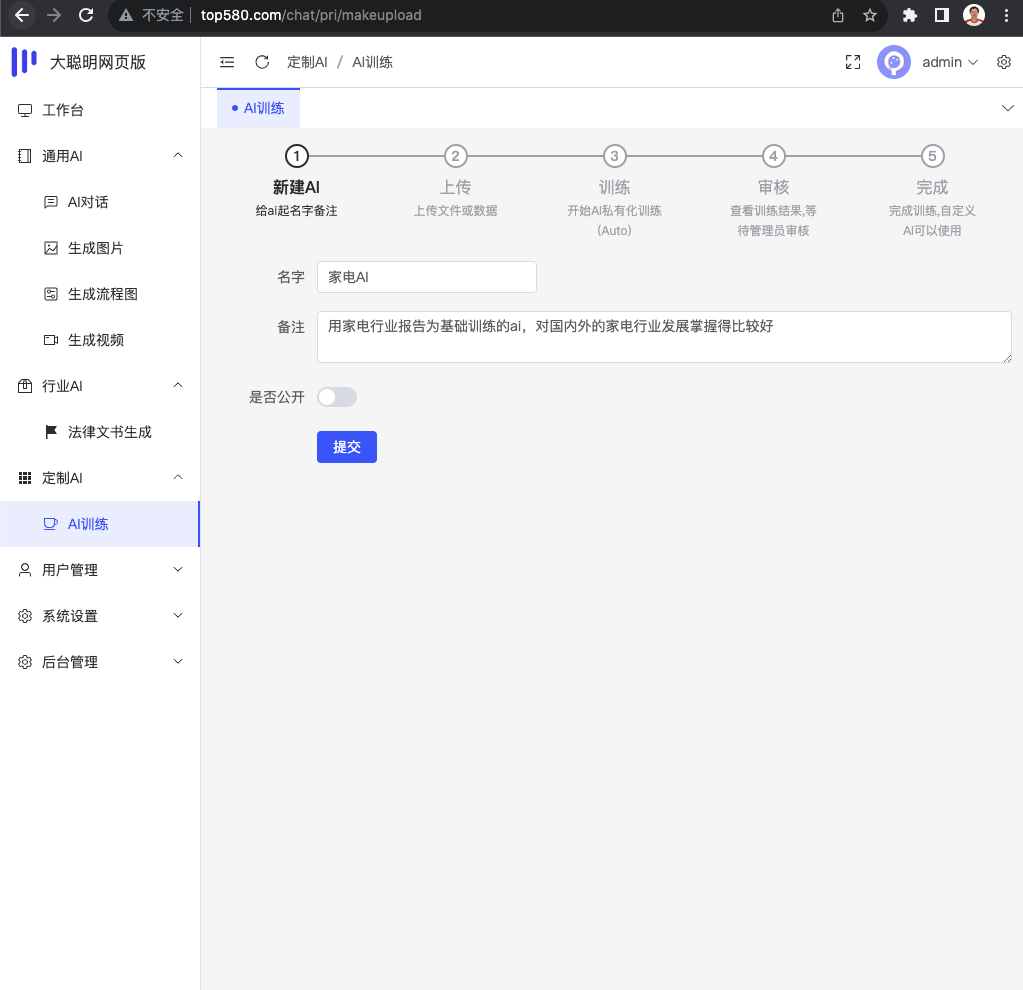 不安全 top580.com/chat/pri/makeupload
大聪明网页版
工作台
通用AI
AI对话
生成图片
生成流程图
生成视频
行业AI
法律文书生成
定制AI
AI训练
用户管理
系统设置
后台管理
定制AI / AI训练
admin
AI训练
1 2 3 4 5
新建AI 上传 训练 审核 完成
给ai起名字备注 上传文件或数据 开始AI私有化训练 查看训练结果,等 完成训练,自定义
(Auto) 待管理员审核 AI可以使用
名字 家电AI
备注 用家电行业报告为基础训练的ai，对国内外的家电行业发展掌握得比较好
是否公开
提交